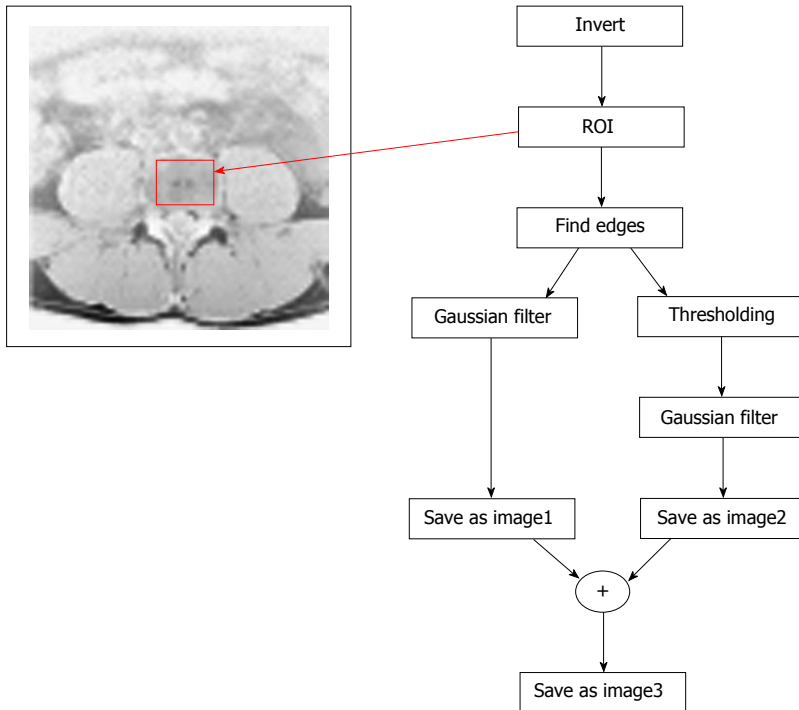 Invert
ROI
Find edges
Gaussian filter
Thresholding
Gaussian filter
Save as image1
Save as image2
+
Save as image3